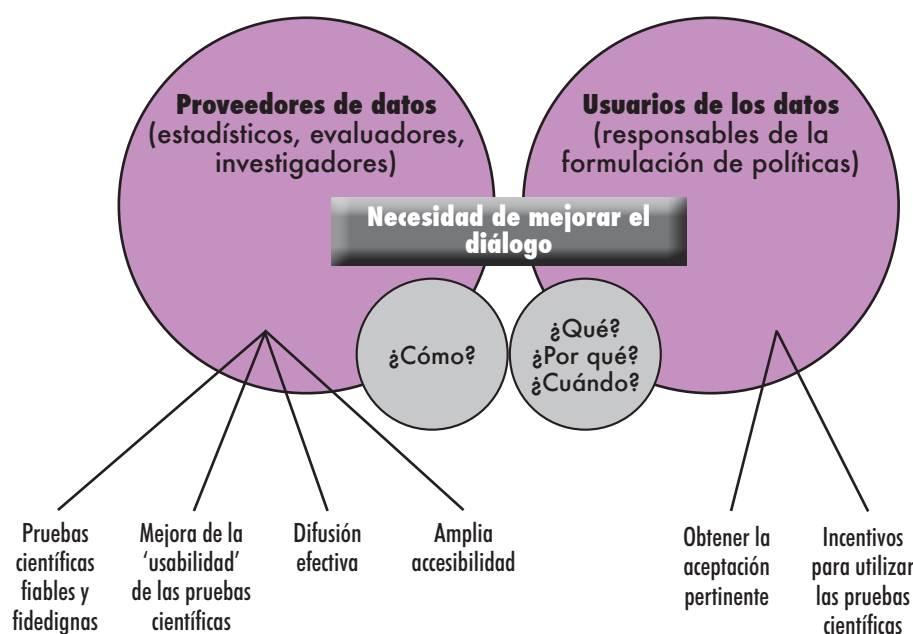 Proveedores de datos
(estadísticos, evaluadores,
investigadores)
Usuarios de los datos
(responsables de la
formulación de políticas)
Necesidad de mejorar el
diálogo
¿Cómo?
¿Qué?
¿Por qué?
¿Cuándo?
Pruebas
científicas
fiables y
fidedignas
Mejora de la
‘usabilidad’
de las pruebas
científicas
Difusión
efectiva
Amplia
accesibilidad
Obtener la
aceptación
pertinente
Incentivos
para utilizar
las pruebas
científicas